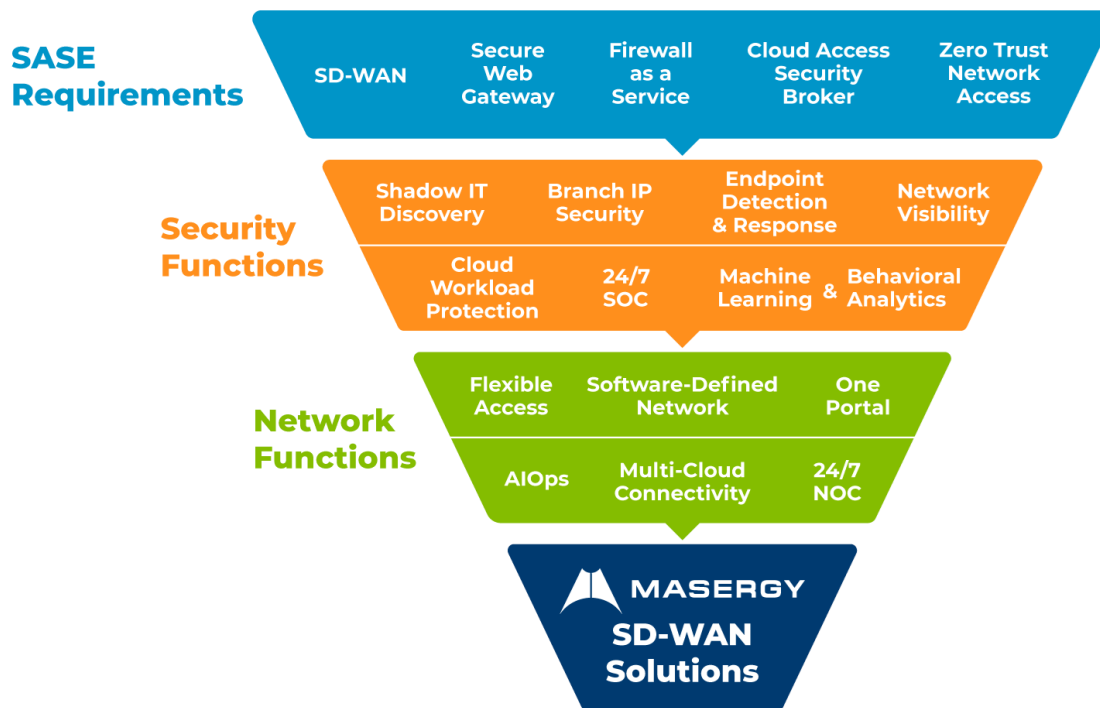 SASE
Requirements
SD-WAN
Secure
Web
Gateway
Firewall
as a
Service
Cloud Access
Security
Broker
Zero Trust
Network
Access
Security
Functions
Shadow IT
Discovery
Branch IP
Security
Endpoint
Detection
& Response
Network
Visibility
Cloud
Workload
Protection
24/7
SOC
Machine
Learning
&
Behavioral
Analytics
Network
Functions
Flexible
Access
Software-Defined
Network
One
Portal
AIOps
Multi-Cloud
Connectivity
24/7
NOC
MASERGY
SD-WAN
Solutions